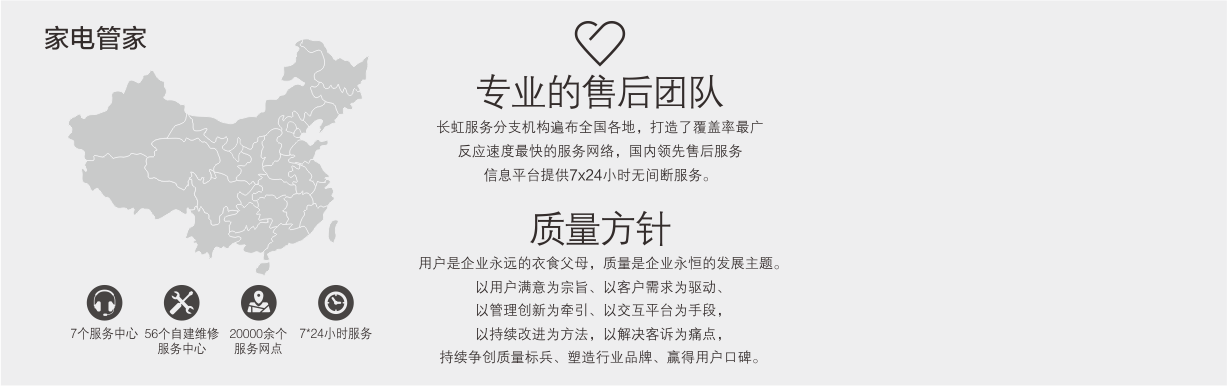 家电管家
7个服务中心
56个自建维修
服务中心
20000余个
服务网点
7*24小时服务
专业的售后团队
长虹服务分支机构遍布全国各地，打造了覆盖率最广
反应速度最快的服务网络，国内领先售后服务
信息平台提供7x24小时无间断服务。
质量方针
用户是企业永远的衣食父母，质量是企业永恒的发展主题。
以用户满意为宗旨、以客户需求为驱动、
以管理创新为牵引、以交互平台为手段，
以持续改进为方法，以解决客诉为痛点，
持续争创质量标兵、塑造行业品牌、赢得用户口碑。